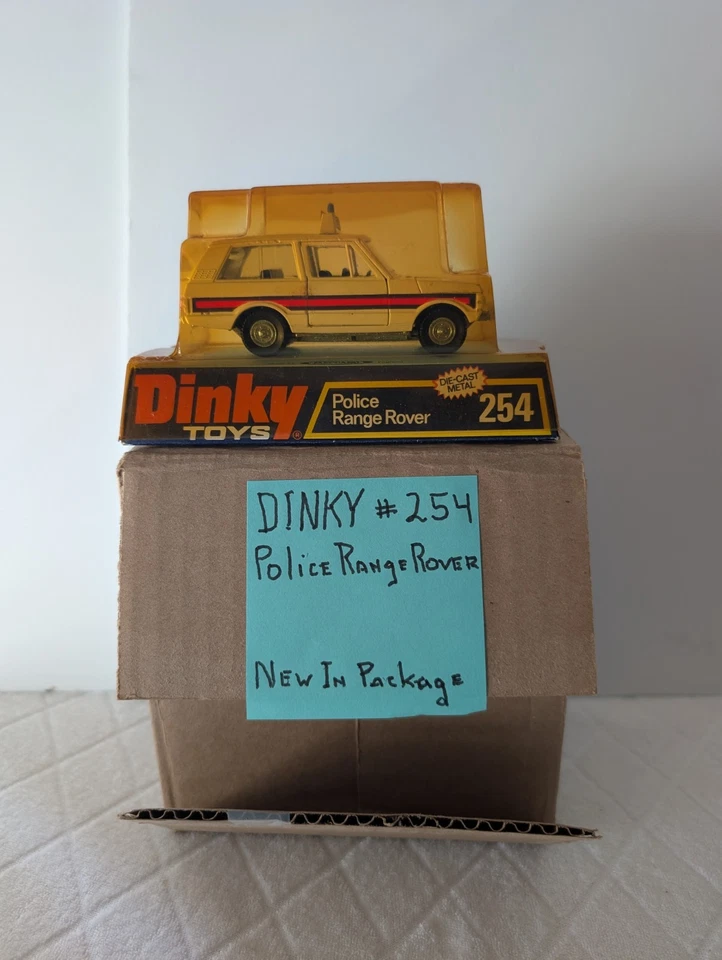 Dinky
TOYS®
Police
Range Rover
DIE-CAST
METAL
254
DINKY # 254
Police Range Rover
New In Package